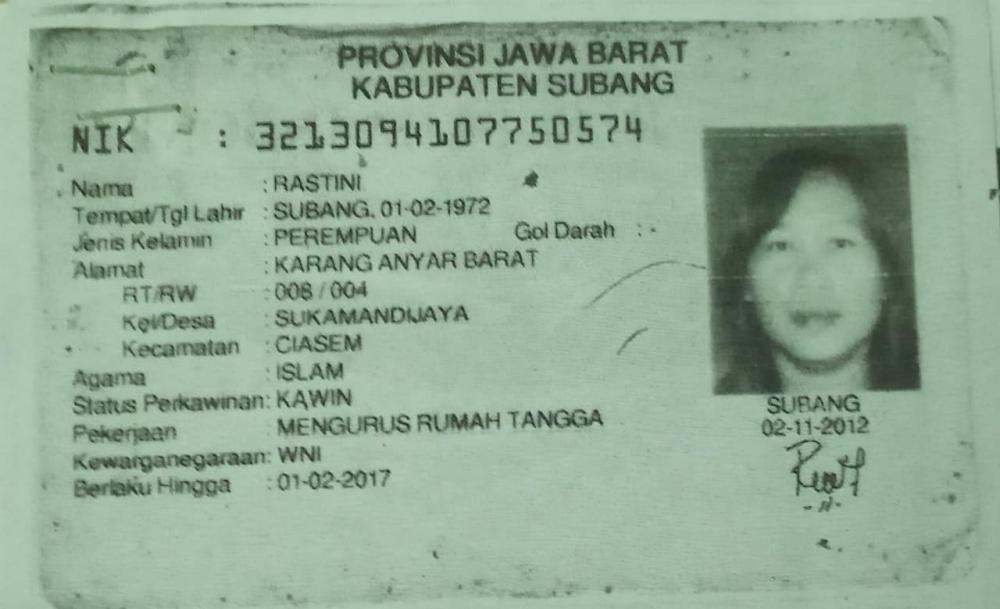 PROVINSI JAWA BARAT
KABUPATEN SUBANG
NIK : 3213094107750574
Nama : RASTINI
Tempat/Tgl Lahir : SUBANG, 01-02-1972
Jenis Kelamin : PEREMPUAN Gol Darah : -
Alamat : KARANG ANYAR BARAT
RT/RW : 008 / 004
Kel/Desa : SUKAMANDIJAYA
Kecamatan : CIASEM
Agama : ISLAM
Status Perkawinan: KAWIN
Pekerjaan : MENGURUS RUMAH TANGGA
Kewarganegaraan: WNI
Berlaku Hingga : 01-02-2017
SUBANG
02-11-2012